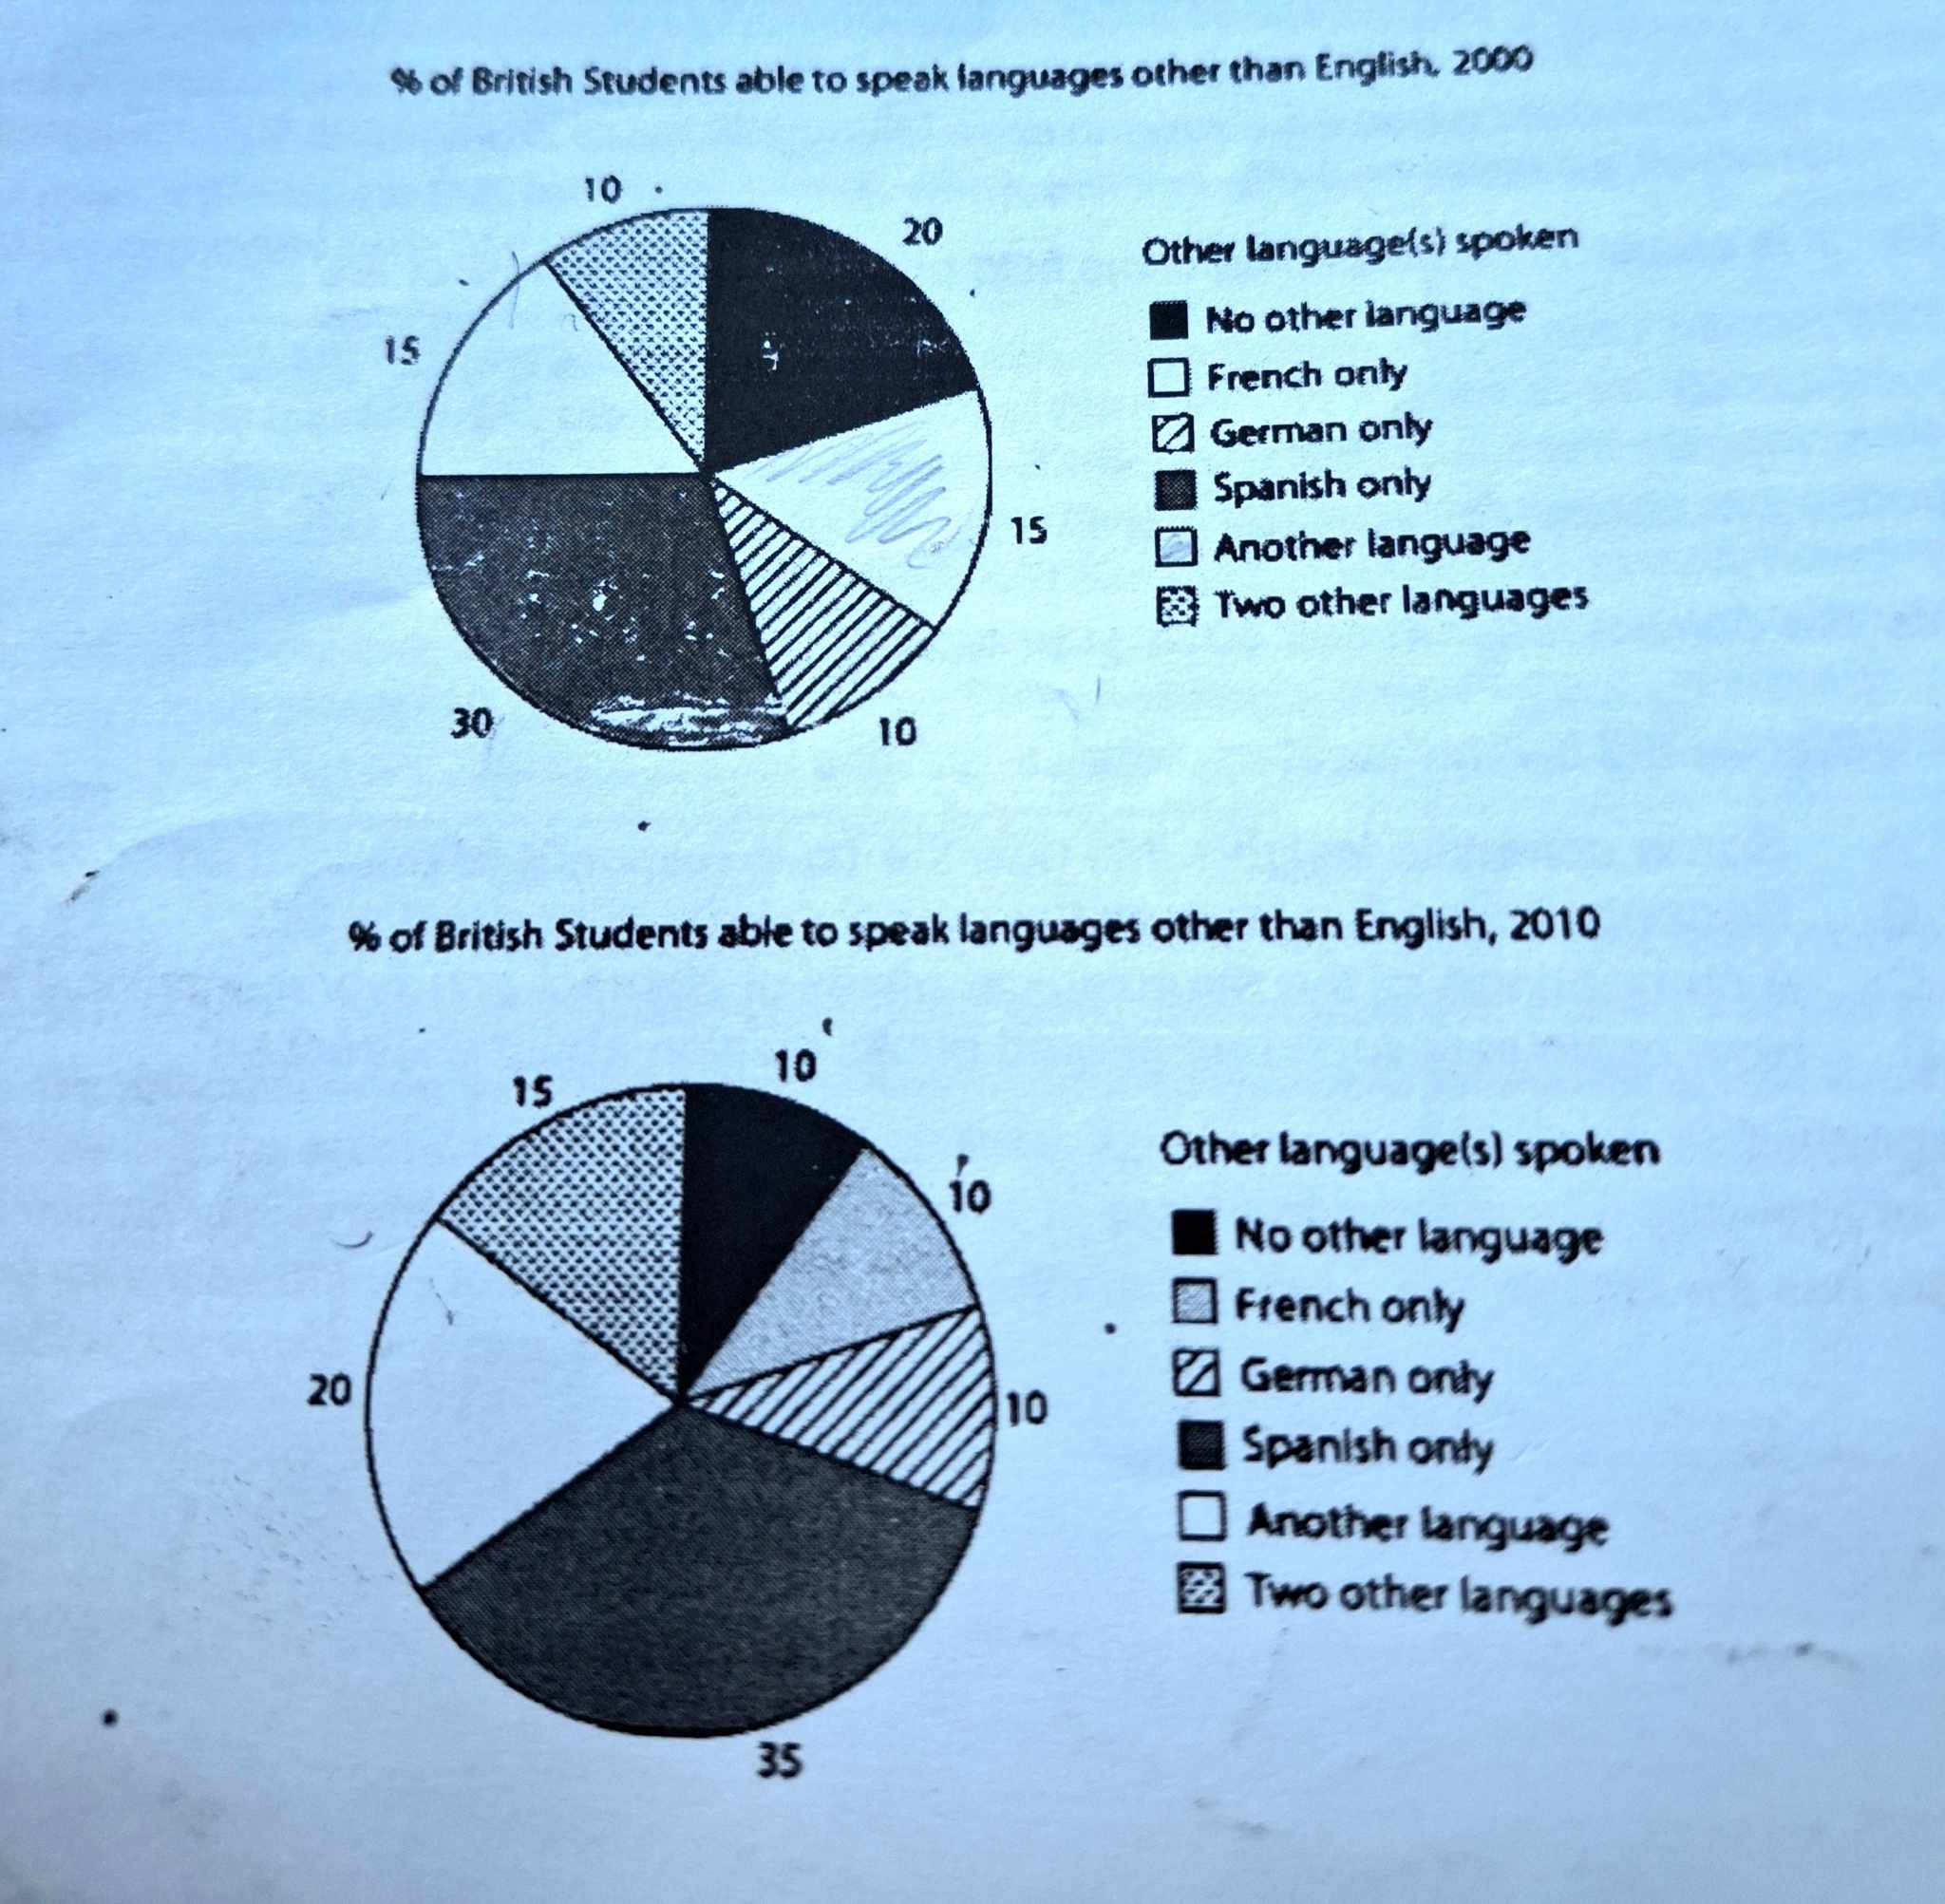 % of British Students able to speak languages other than English, 2000
10
20
15
15
30
10
Other language(s) spoken
No other language
French only
German only
Spanish only
Another language
Two other languages
% of British Students able to speak languages other than English, 2010
10
15
10
20
10
35
Other language(s) spoken
No other language
French only
German only
Spanish only
Another language
Two other languages